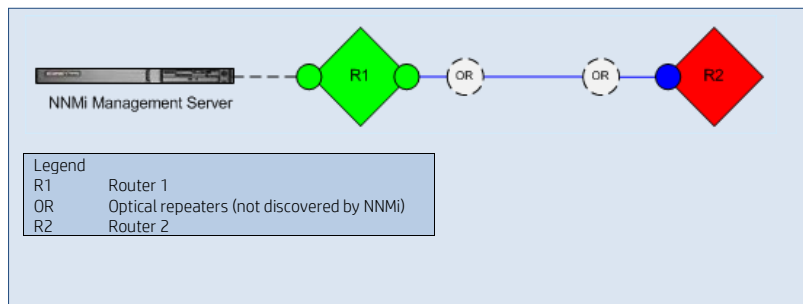 R1
OR
OR
R2
NNMi Management Server
Legend
R1 Router 1
OR Optical repeaters (not discovered by NNMi)
R2 Router 2